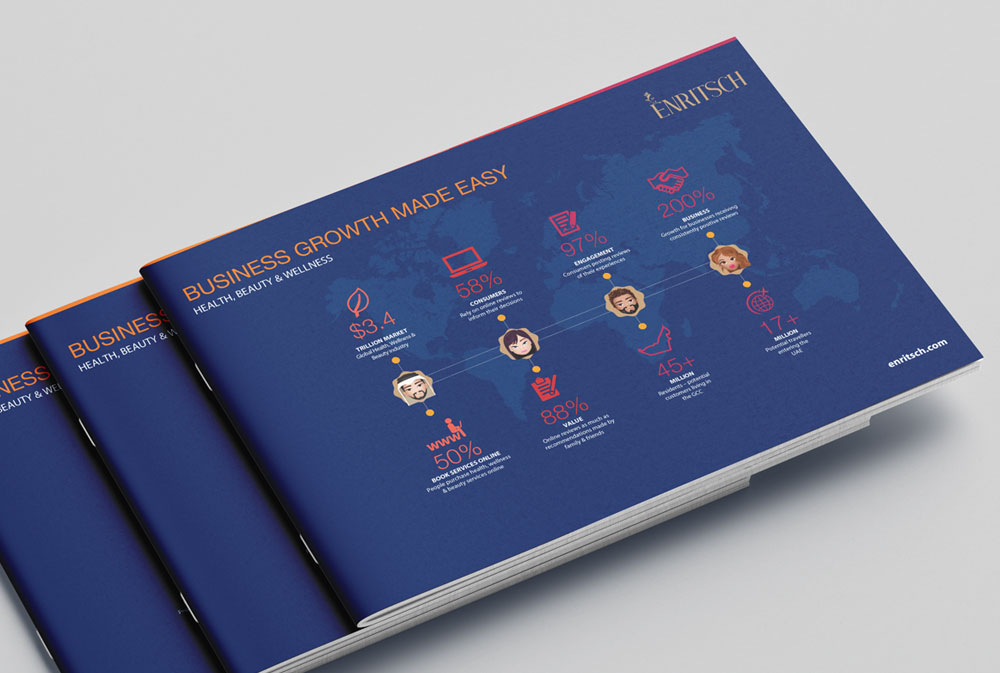 ENRITSCH
BUSINESS GROWTH MADE EASY
HEALTH, BEAUTY & WELLNESS
$3.4
TRILLION MARKET
Global Health, Wellness &
Beauty industry
58%
CONSUMERS
Rely on online reviews to
inform their decisions
97%
ENGAGEMENT
Consumers posting reviews
of their experiences
200%
BUSINESS
Growth for businesses receiving
consistently positive reviews
WWW
50%
BOOK SERVICES ONLINE
People purchase health, wellness
& beauty services online
88%
VALUE
Online reviews as much as
recommendations made by
family & friends
45+
MILLION
Residents – potential
customers living in
the GCC
17+
MILLION
Potential travellers
entering the
UAE
enritsch.com
BUSINESS
HEALTH, BEAUTY & W
NESS
BEAUTY & WEL